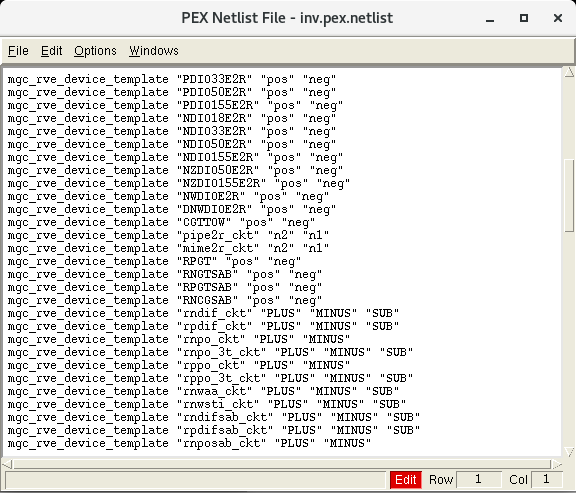 PEX Netlist File - inv.pex.netlist
File Edit Options Windows
mgc_rve_device_template "PDIO33E2R" "pos" "neg"
mgc_rve_device_template "PDIO50E2R" "pos" "neg"
mgc_rve_device_template "PDIO155E2R" "pos" "neg"
mgc_rve_device_template "NDIO18E2R" "pos" "neg"
mgc_rve_device_template "NDIO33E2R" "pos" "neg"
mgc_rve_device_template "NDIO50E2R" "pos" "neg"
mgc_rve_device_template "NDIO155E2R" "pos" "neg"
mgc_rve_device_template "NZDIO50E2R" "pos" "neg"
mgc_rve_device_template "NZDIO155E2R" "pos" "neg"
mgc_rve_device_template "NWDIOE2R" "pos" "neg"
mgc_rve_device_template "DNWDIOE2R" "pos" "neg"
mgc_rve_device_template "CGTTOW" "pos" "neg"
mgc_rve_device_template "pipe2r_ckt" "n2" "n1"
mgc_rve_device_template "mime2r_ckt" "n2" "n1"
mgc_rve_device_template "RPGT" "pos" "neg"
mgc_rve_device_template "RNGTSAB" "pos" "neg"
mgc_rve_device_template "RPGTSAB" "pos" "neg"
mgc_rve_device_template "RNCGSAB" "pos" "neg"
mgc_rve_device_template "rndif_ckt" "PLUS" "MINUS" "SUB"
mgc_rve_device_template "rpdif_ckt" "PLUS" "MINUS" "SUB"
mgc_rve_device_template "rnpo_ckt" "PLUS" "MINUS"
mgc_rve_device_template "rnpo_3t_ckt" "PLUS" "MINUS" "SUB"
mgc_rve_device_template "rppo_ckt" "PLUS" "MINUS"
mgc_rve_device_template "rppo_3t_ckt" "PLUS" "MINUS" "SUB"
mgc_rve_device_template "rnwaa_ckt" "PLUS" "MINUS" "SUB"
mgc_rve_device_template "rnwsti_ckt" "PLUS" "MINUS" "SUB"
mgc_rve_device_template "rndifsab_ckt" "PLUS" "MINUS" "SUB"
mgc_rve_device_template "rpdifsab_ckt" "PLUS" "MINUS" "SUB"
mgc_rve_device_template "rnposab_ckt" "PLUS" "MINUS"
Edit Row 1 Col 1